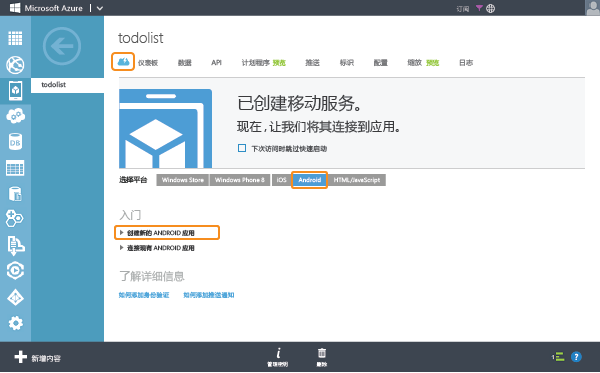 Microsoft Azure
订阅
todolist
todolist
仪表板 数据 API 计划程序 预览 推送 标识 配置 缩放 预览 日志
已创建移动服务。
现在，让我们将其连接到应用。
下次访问时跳过快速启动
选择平台 Windows Store Windows Phone 8 iOS Android HTML/JavaScript
入门
创建新的 ANDROID 应用
连接现有 ANDROID 应用
了解详细信息
如何添加身份验证 如何添加推送通知
DB
新增内容
管理密钥
删除
1
?